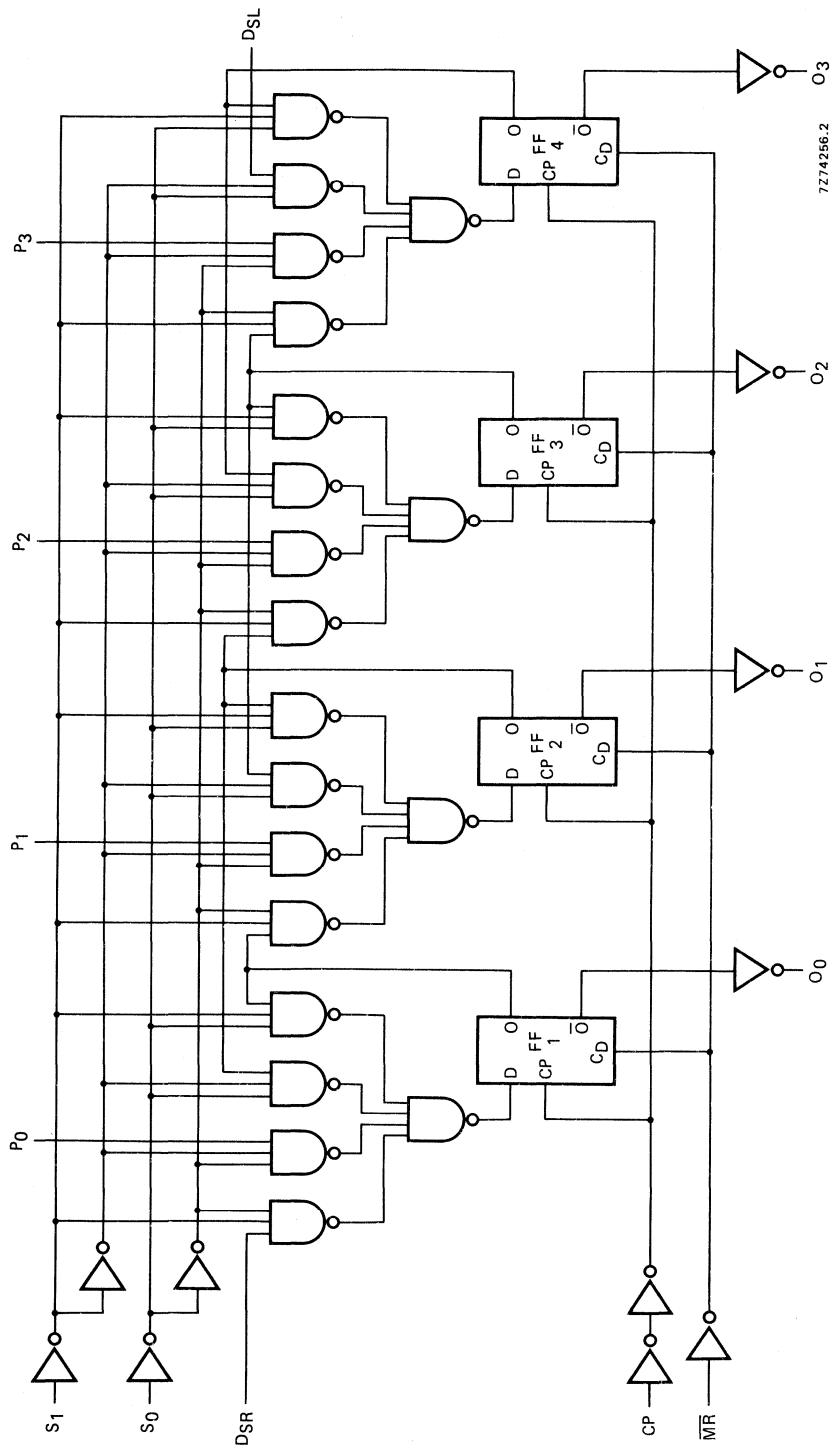 DSL
P3
P2
P1
P0
S1
S0
DSR
CP
MR
D
O
CP
FF
4
O
CD
D
O
CP
FF
3
O
CD
D
O
CP
FF
2
O
CD
D
O
CP
FF
1
O
CD
O3
O2
O1
O0
7Z74256.2